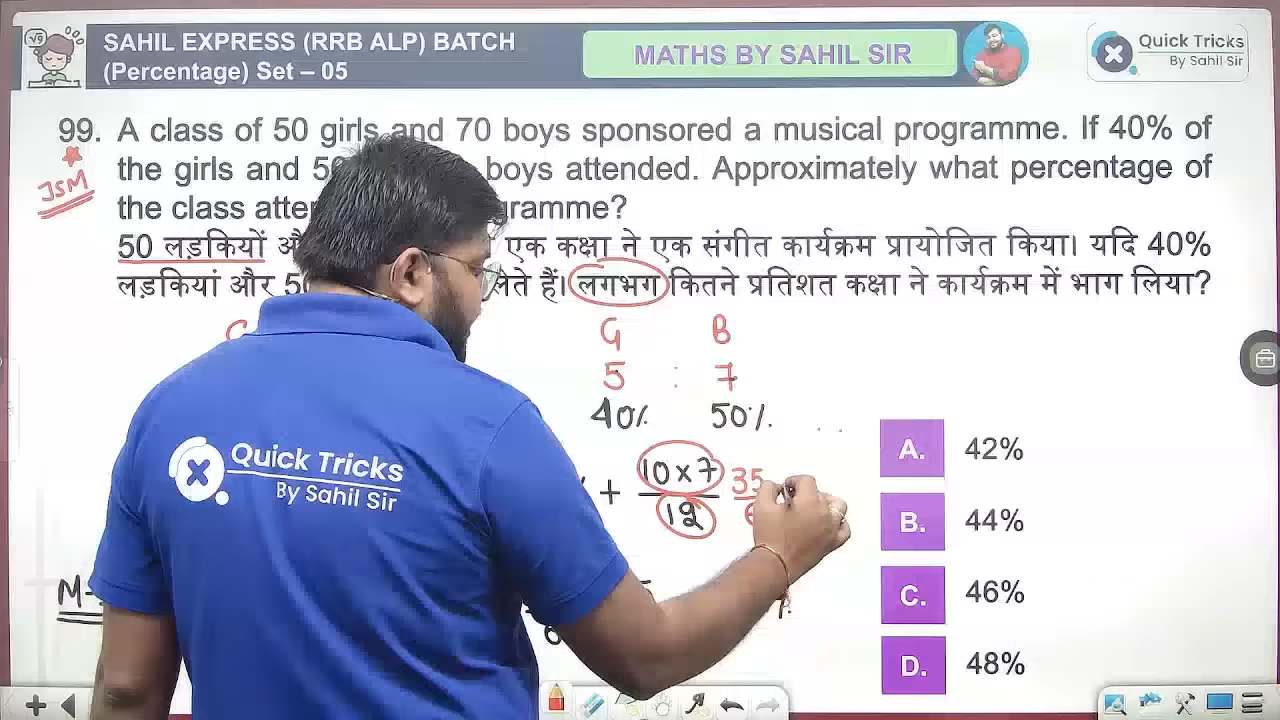 SAHIL EXPRESS (RRB ALP) BATCH
(Percentage) Set – 05
MATHS BY SAHIL SIR
Quick Tricks
By Sahil Sir
99. A class of 50 girls and 70 boys sponsored a musical programme. If 40% of
JSM
the girls and boys attended. Approximately what percentage of
the class
50 लड़कियों एक कक्षा ने एक संगीत कार्यक्रम प्रायोजित किया। यदि 40%
लड़कियां और हैं। लगभग कितने प्रतिशत कक्षा ने कार्यक्रम में भाग लिया?
G B
5 : 7
40% 50%
+ 10 x 7 35
12
A. 42%
B. 44%
C. 46%
D. 48%
Quick Tricks
By Sahil Sir